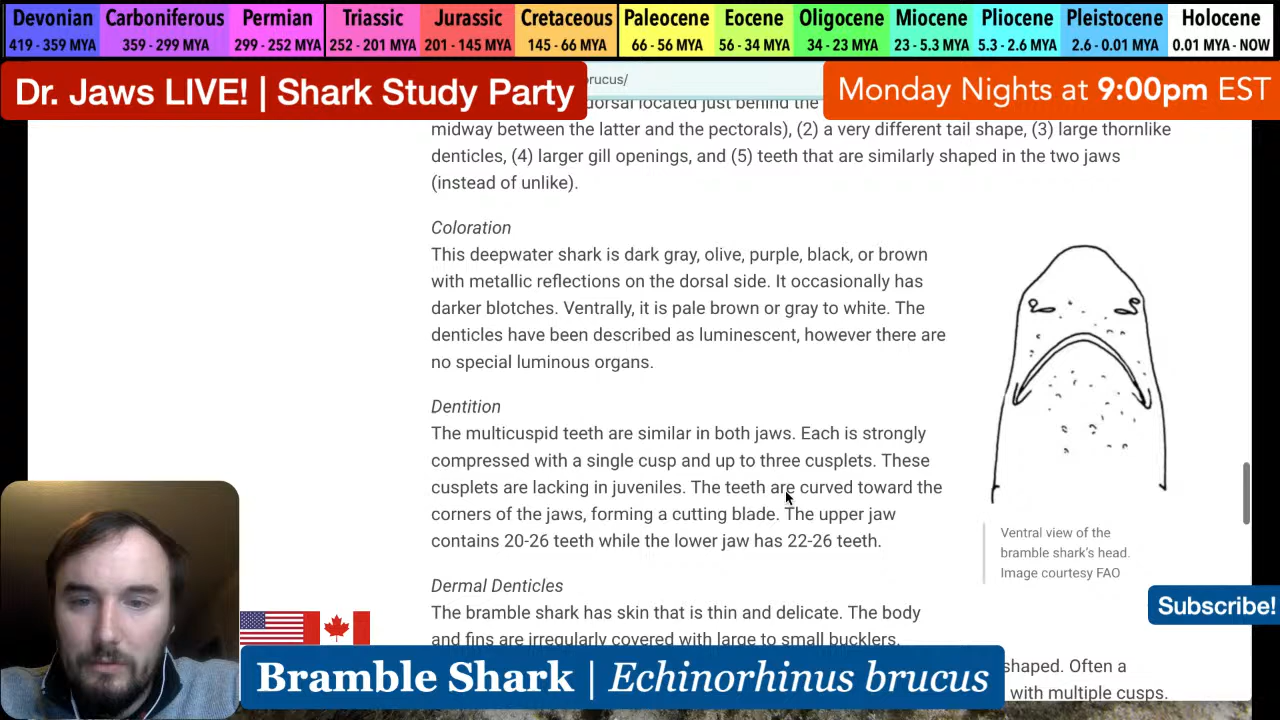 Devonian Carboniferous Permian Triassic Jurassic Cretaceous Paleocene Eocene Oligocene Miocene Pliocene Pleistocene Holocene
419 - 359 MYA 359 - 299 MYA 299 - 252 MYA 252 - 201 MYA 201 - 145 MYA 145 - 66 MYA 66 - 56 MYA 56 - 34 MYA 34 - 23 MYA 23 - 5.3 MYA 5.3 - 2.6 MYA 2.6 - 0.01 MYA 0.01 MYA - NOW
Dr. Jaws LIVE! | Shark Study Party
brucus/
Monday Nights at 9:00pm EST
dorsal located just behind the
midway between the latter and the pectorals), (2) a very different tail shape, (3) large thornlike
denticles, (4) larger gill openings, and (5) teeth that are similarly shaped in the two jaws
(instead of unlike).
Coloration
This deepwater shark is dark gray, olive, purple, black, or brown
with metallic reflections on the dorsal side. It occasionally has
darker blotches. Ventrally, it is pale brown or gray to white. The
denticles have been described as luminescent, however there are
no special luminous organs.
Dentition
The multicuspid teeth are similar in both jaws. Each is strongly
compressed with a single cusp and up to three cusplets. These
cusplets are lacking in juveniles. The teeth are curved toward the
corners of the jaws, forming a cutting blade. The upper jaw
contains 20-26 teeth while the lower jaw has 22-26 teeth.
Ventral view of the
bramble shark's head.
Image courtesy FAO
Dermal Denticles
The bramble shark has skin that is thin and delicate. The body
and fins are irregularly covered with large to small bucklers.
shaped. Often a
with multiple cusps.
Subscribe!
Bramble Shark | Echinorhinus brucus